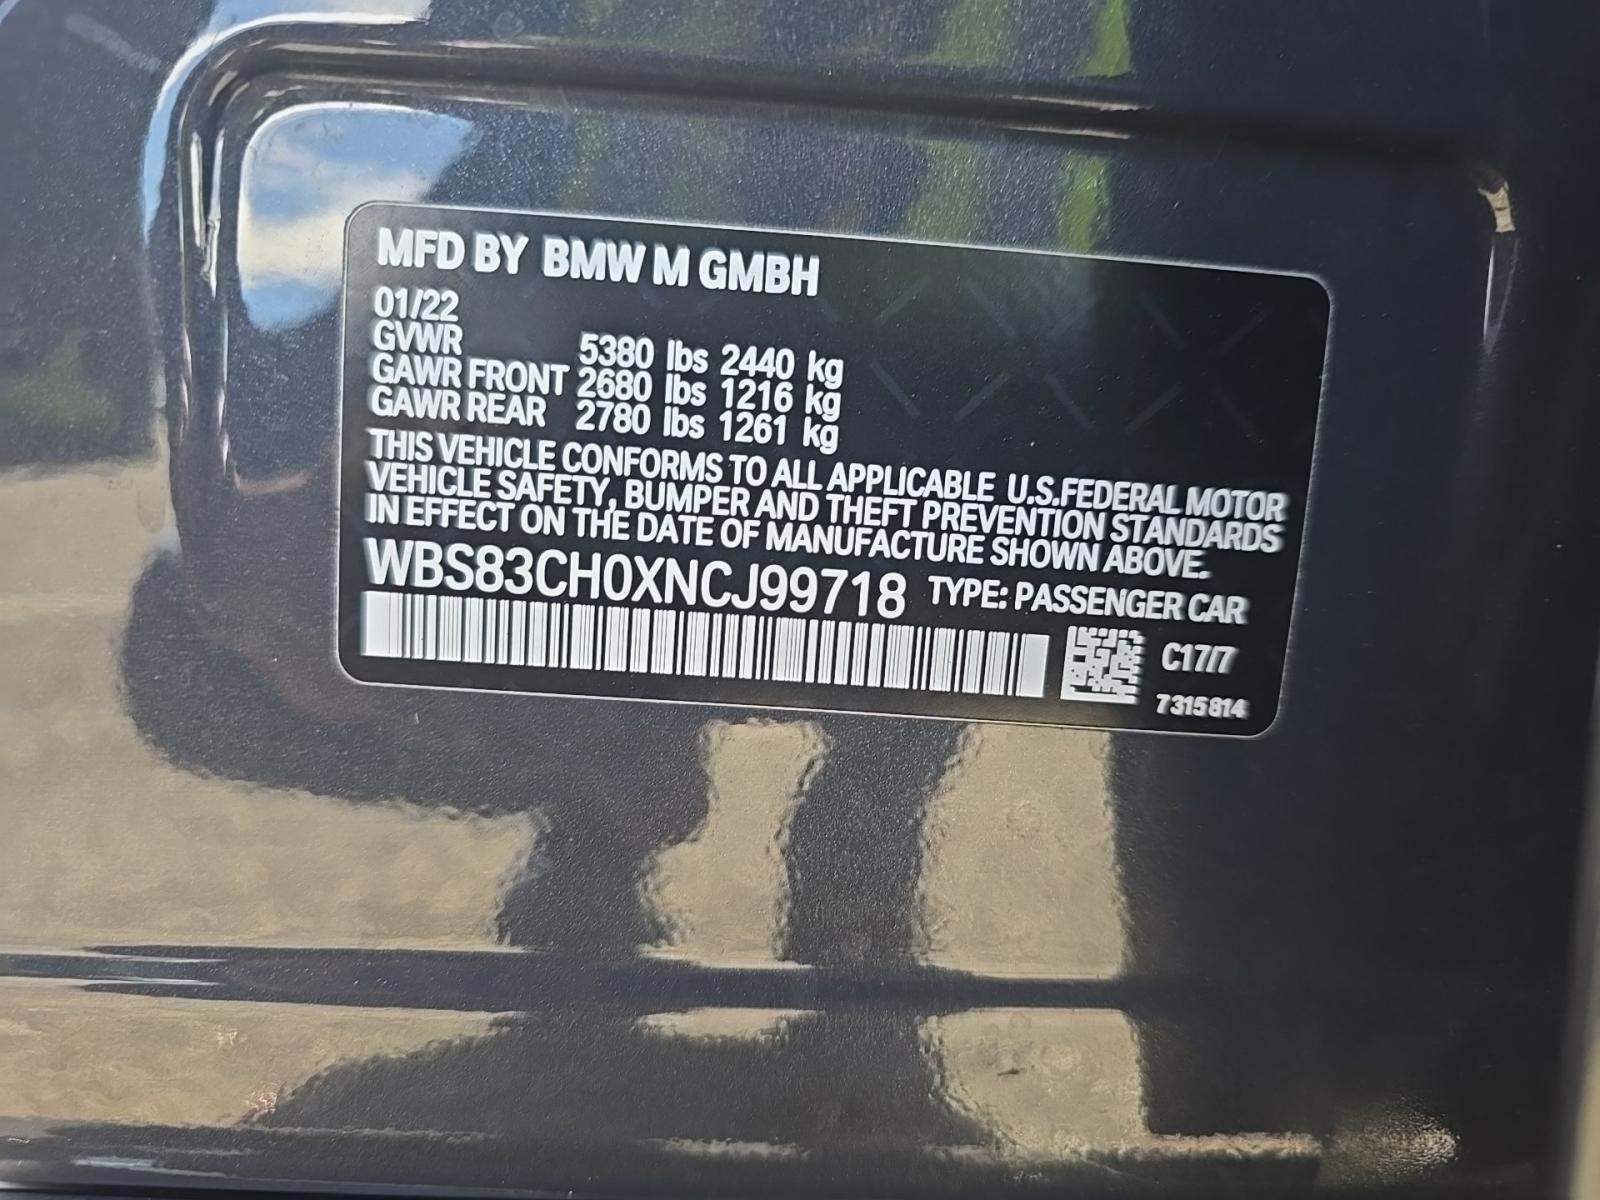 MFD BY BMW M GMBH
01/22
GVWR 5380 lbs 2440 kg
GAWR FRONT 2680 lbs 1216 kg
GAWR REAR 2780 lbs 1261 kg
THIS VEHICLE CONFORMS TO ALL APPLICABLE U.S.FEDERAL MOTOR
VEHICLE SAFETY, BUMPER AND THEFT PREVENTION STANDARDS
IN EFFECT ON THE DATE OF MANUFACTURE SHOWN ABOVE.
WBS83CH0XNCJ99718 TYPE: PASSENGER CAR
C17/7
7315814